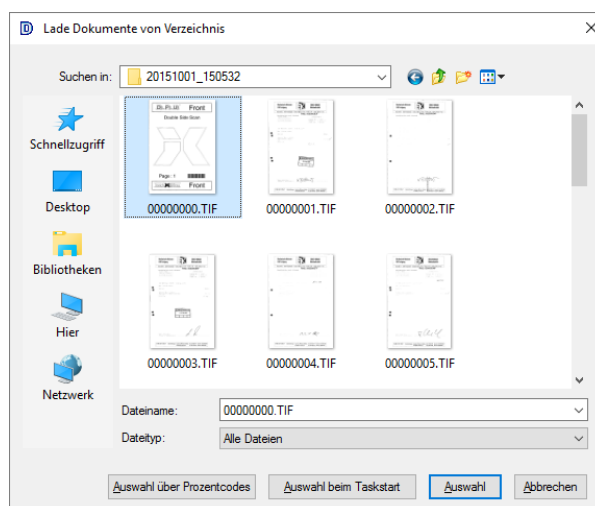 Lade Dokumente von Verzeichnis
Suchen in: 20151001_150532
Schnellzugriff
Desktop
Bibliotheken
Hier
Netzwerk
Front
Double Side Scan
Page: 1
Front
00000000.TIF 00000001.TIF 00000002.TIF
00000003.TIF 00000004.TIF 00000005.TIF
Dateiname: 00000000.TIF
Dateityp: Alle Dateien
Auswahl über Prozentcodes Auswahl beim Taskstart Auswahl Abbrechen